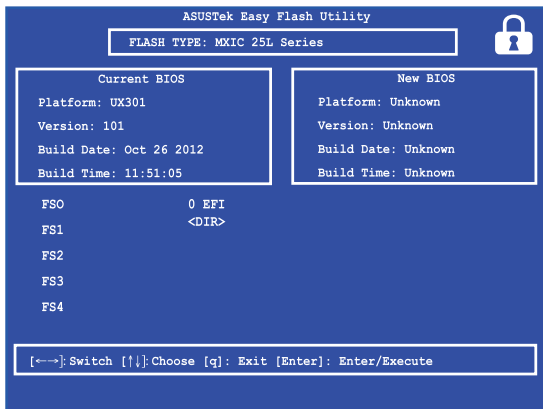 ASUSTek Easy Flash Utility
FLASH TYPE: MXIC 25L Series
Current BIOS
Platform: UX301
Version: 101
Build Date: Oct 26 2012
Build Time: 11:51:05
New BIOS
Platform: Unknown
Version: Unknown
Build Date: Unknown
Build Time: Unknown
FSO
FS1
FS2
FS3
FS4
0 EFI
<DIR>
[←→]: Switch [↑↓]: Choose [q]: Exit [Enter]: Enter/Execute